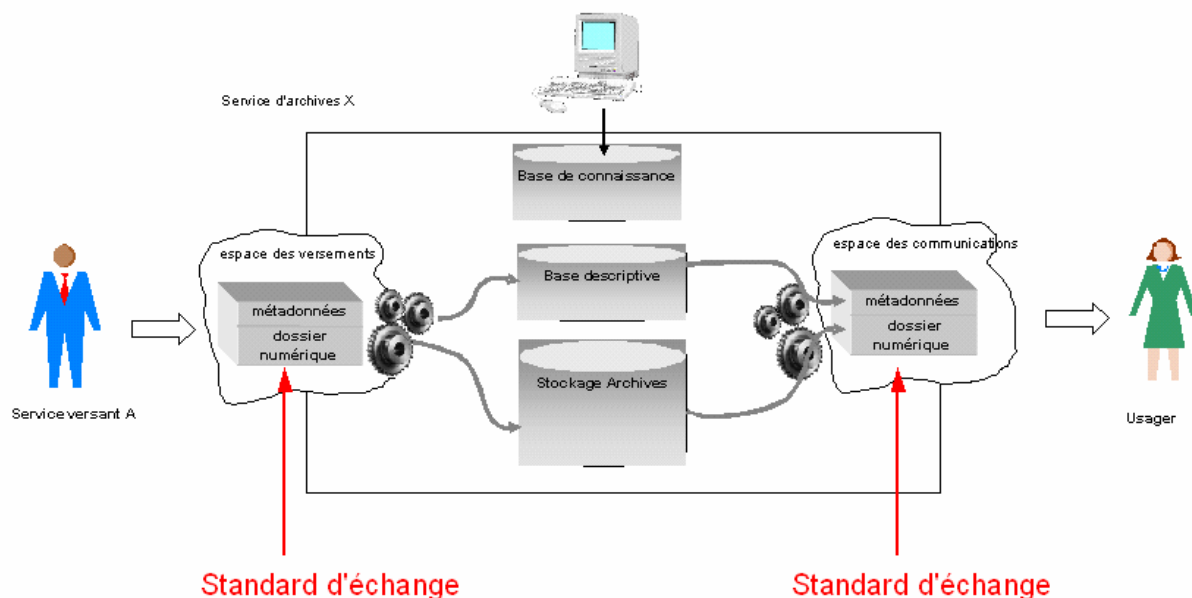 Service d'archives X
Base de connaissance
espace des versements
espace des communications
Base descriptive
métadonnées
dossier
numérique
métadonnées
dossier
numérique
Stockage Archives
Service versant A
Usager
Standard d'échange
Standard d'échange